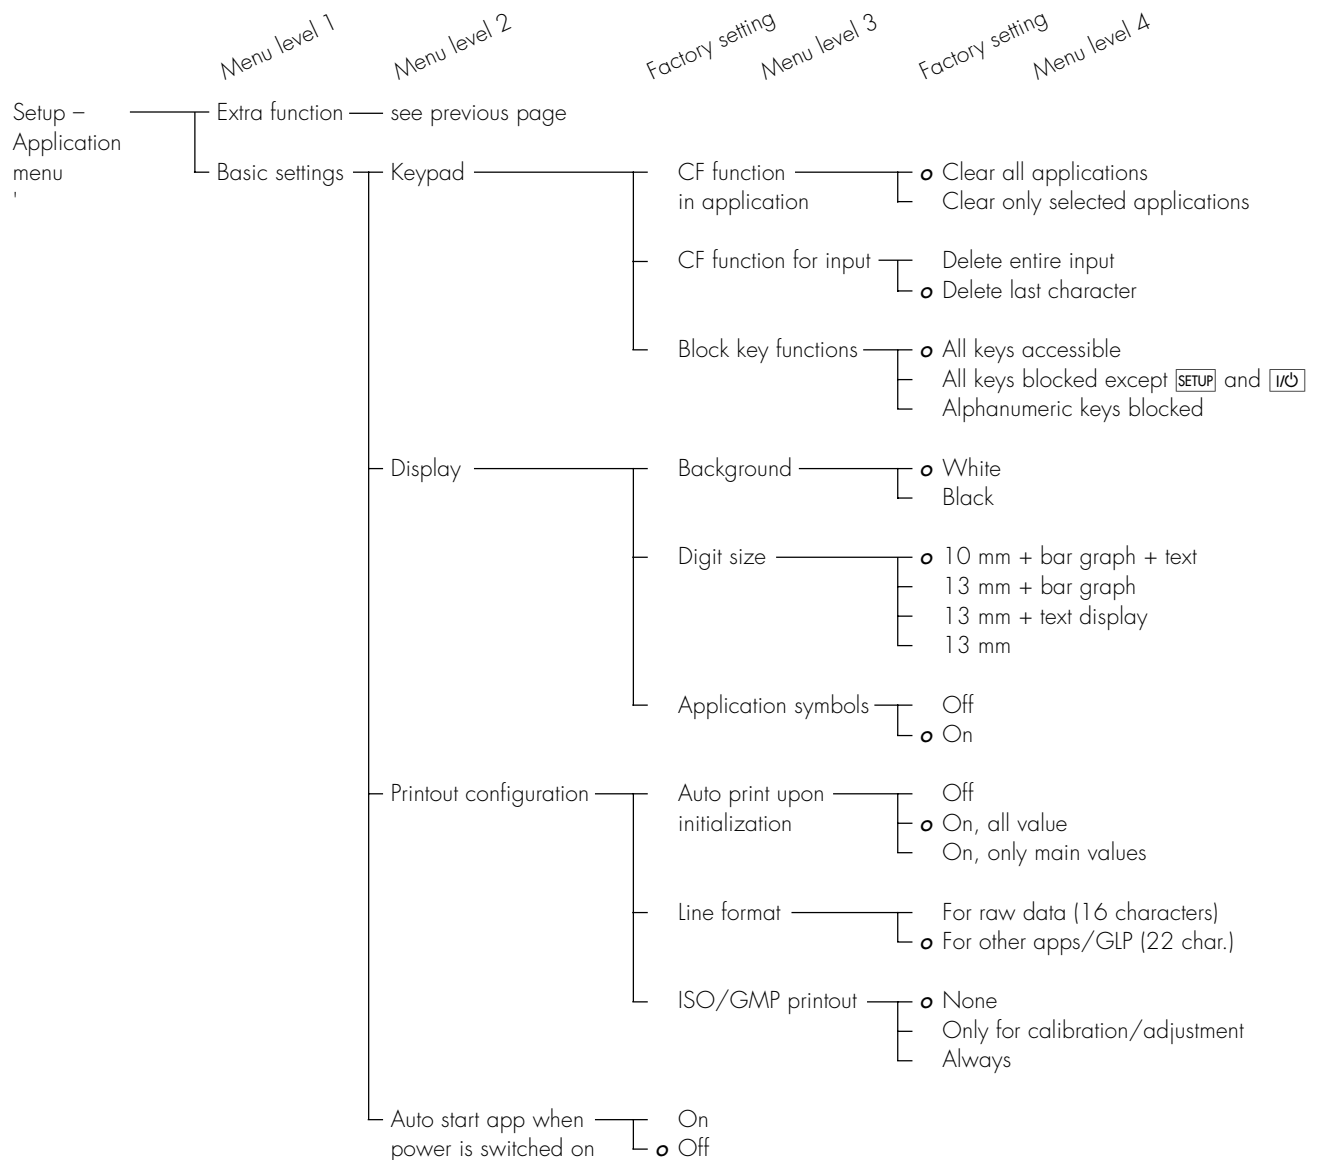 Menu level 1 Menu level 2 Factory setting Menu level 3 Factory setting Menu level 4
Setup – Extra function see previous page
Application
menu Basic settings Keypad CF function o Clear all applications
' in application Clear only selected applications
CF function for input Delete entire input
o Delete last character
Block key functions o All keys accessible
All keys blocked except SETUP and I/⏻
Alphanumeric keys blocked
Display Background o White
Black
Digit size o 10 mm + bar graph + text
13 mm + bar graph
13 mm + text display
13 mm
Application symbols Off
o On
Printout configuration Auto print upon Off
initialization o On, all value
On, only main values
Line format For raw data (16 characters)
o For other apps/GLP (22 char.)
ISO/GMP printout o None
Only for calibration/adjustment
Always
Auto start app when On
power is switched on o Off